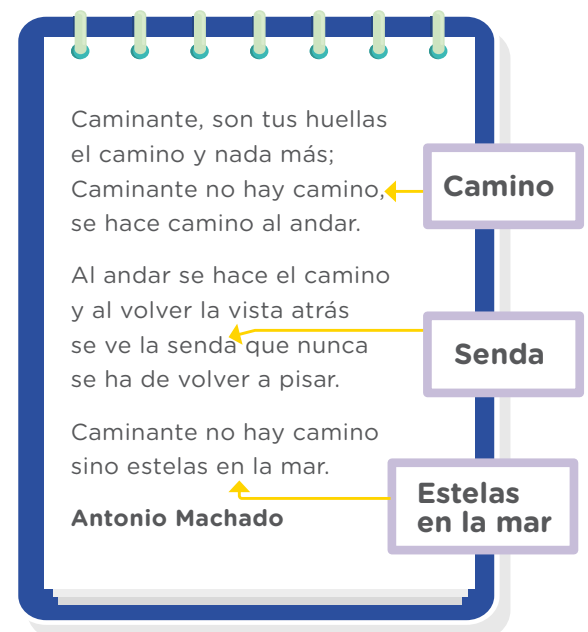 Caminante, son tus huellas
el camino y nada más;
Caminante no hay camino,
se hace camino al andar.
Al andar se hace el camino
y al volver la vista atrás
se ve la senda que nunca
se ha de volver a pisar.
Caminante no hay camino
sino estelas en la mar.
Antonio Machado
Camino
Senda
Estelas
en la mar